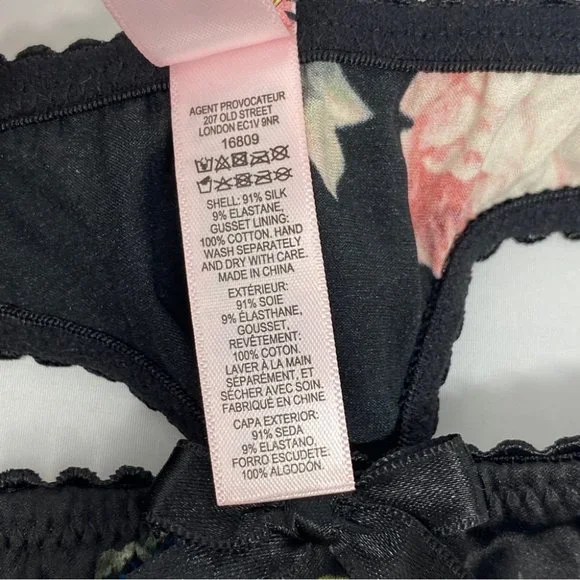 AGENT PROVOCATEUR
207 OLD STREET
LONDON EC1V 9NR
16809
SHELL: 91% SILK
9% ELASTANE,
GUSSET LINING:
100% COTTON. HAND
WASH SEPARATELY
AND DRY WITH CARE.
MADE IN CHINA
EXTÉRIEUR:
91% SOIE
9% ÉLASTHANE,
GOUSSET,
REVÊTEMENT:
100% COTON.
LAVER À LA MAIN
SÉPARÉMENT, ET
SÉCHER AVEC SOIN.
FABRIQUÉ EN CHINE
CAPA EXTERIOR:
91% SEDA
9% ELASTANO,
FORRO ESCUDETE:
100% ALGODÓN.